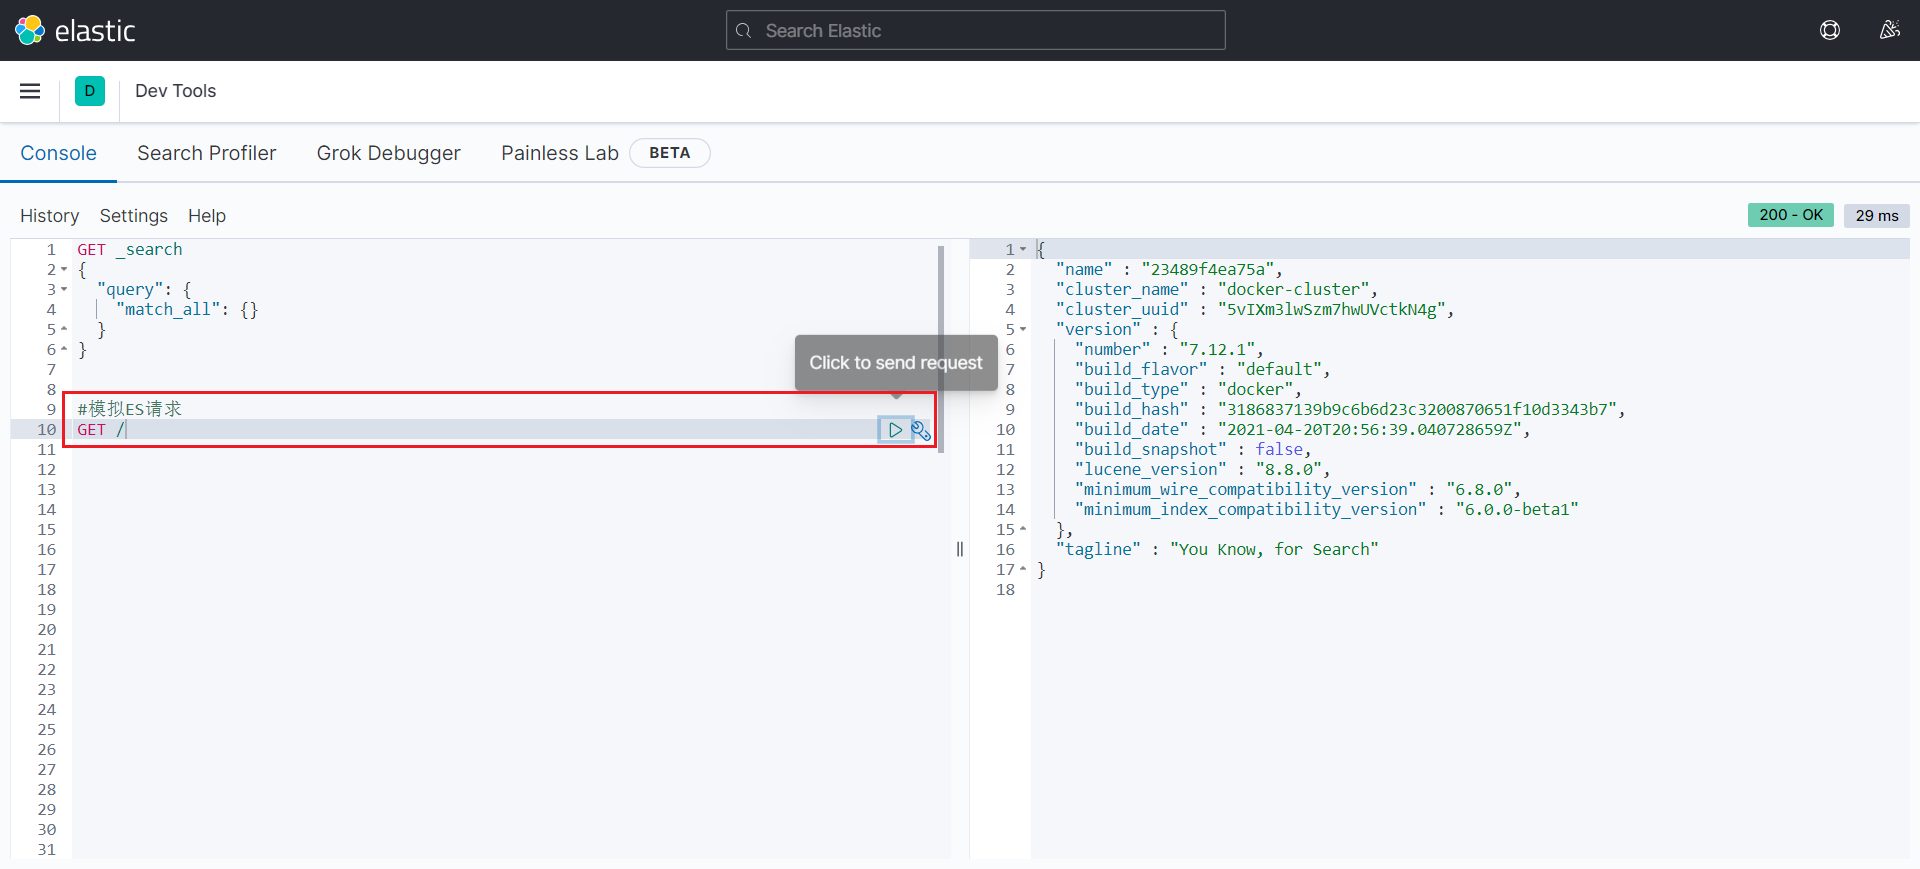 elastic
Search Elastic
D
Dev Tools
Console
Search Profiler
Grok Debugger
Painless Lab
BETA
History
Settings
Help
200 - OK
29 ms
1 GET _search
2 {
3 "query": {
4 "match_all": {}
5 }
6 }
7
8
9 #模拟ES请求
10 GET /
11
12
13
14
15
16
17
18
19
20
21
22
23
24
25
26
27
28
29
30
31
Click to send request
1 {
2 "name" : "23489f4ea75a",
3 "cluster_name" : "docker-cluster",
4 "cluster_uuid" : "5vIXm3lwSzm7hwUVctkN4g",
5 "version" : {
6 "number" : "7.12.1",
7 "build_flavor" : "default",
8 "build_type" : "docker",
9 "build_hash" : "3186837139b9c6b6d23c3200870651f10d3343b7",
10 "build_date" : "2021-04-20T20:56:39.040728659Z",
11 "build_snapshot" : false,
12 "lucene_version" : "8.8.0",
13 "minimum_wire_compatibility_version" : "6.8.0",
14 "minimum_index_compatibility_version" : "6.0.0-beta1"
15 },
16 "tagline" : "You Know, for Search"
17 }
18